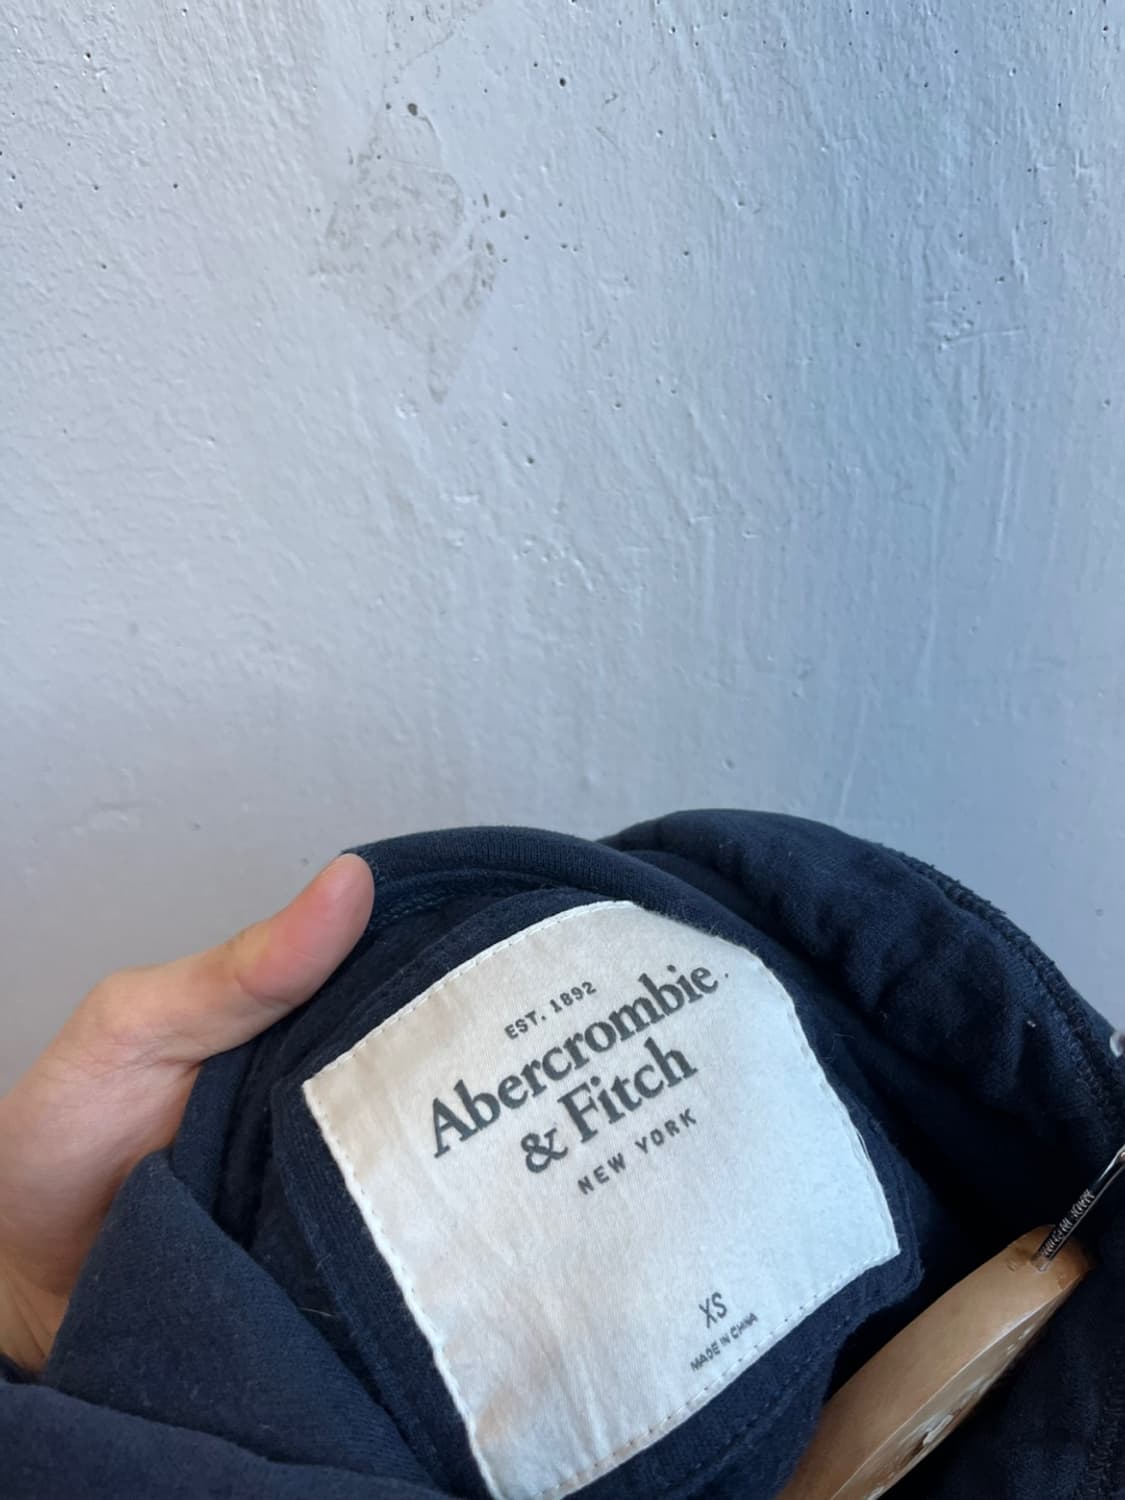 EST. 1892
Abercrombie
& Fitch
NEW YORK
XS
MADE IN CHINA